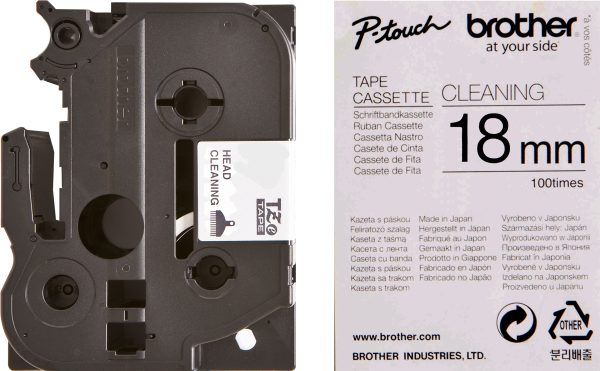 HEAD
CLEANING
TZe
TAPE
P-touch brother®
at your side
*à vos côtés
TAPE
CASSETTE
CLEANING
18 mm
100times
Schriftbandkassette
Ruban Cassette
Cassetta Nastro
Casete de Cinta
Cassete de Fita
Cassete de Fita
Kazeta s páskou Made in Japan Vyrobeno v Japonsku
Feliratozó szalag Hergestellt in Japan Származási hely: Japán
Kaseta z taśmą Fabriqué au Japon Wyprodukowano w Japonii
Касета с лента Gemaakt in Japan Произведено в Япония
Caseta cu banda Prodotto in Giappone Fabricat în Japonia
Kazeta s páskou Fabricado en Japón Vyrobené v Japonsku
Kaseta sa trakom Fabricado no Japão Izdelano na Japonskem
Kaseta s trakom Proizvedeno u Japanu
www.brother.com
BROTHER INDUSTRIES, LTD.
OTHER
분리배출